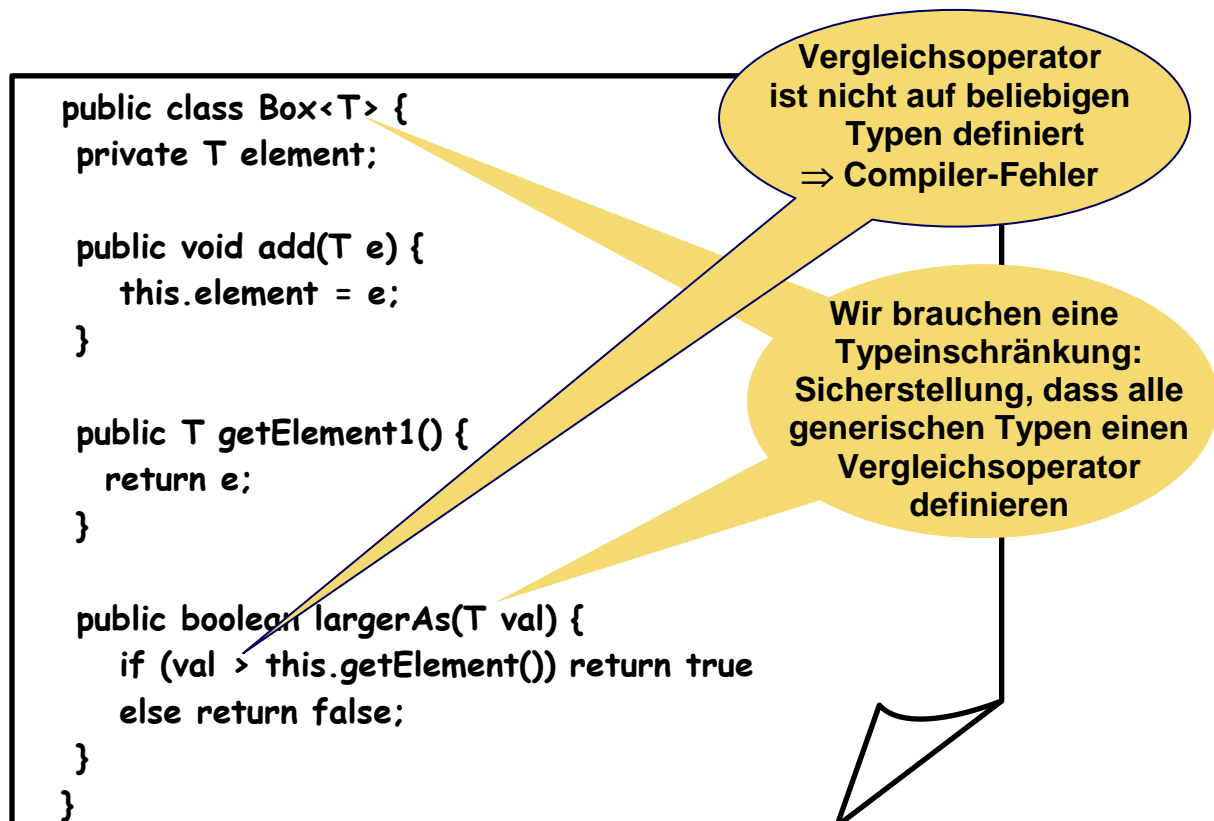 Vergleichsoperator
ist nicht auf beliebigen
Typen definiert
⇒ Compiler-Fehler
public class Box<T> {
private T element;
public void add(T e) {
this.element = e;
}
public T getElement1() {
return e;
}
public boolean largerAs(T val) {
if (val > this.getElement()) return true
else return false;
}
}
Wir brauchen eine
Typeinschränkung:
Sicherstellung, dass alle
generischen Typen einen
Vergleichsoperator
definieren